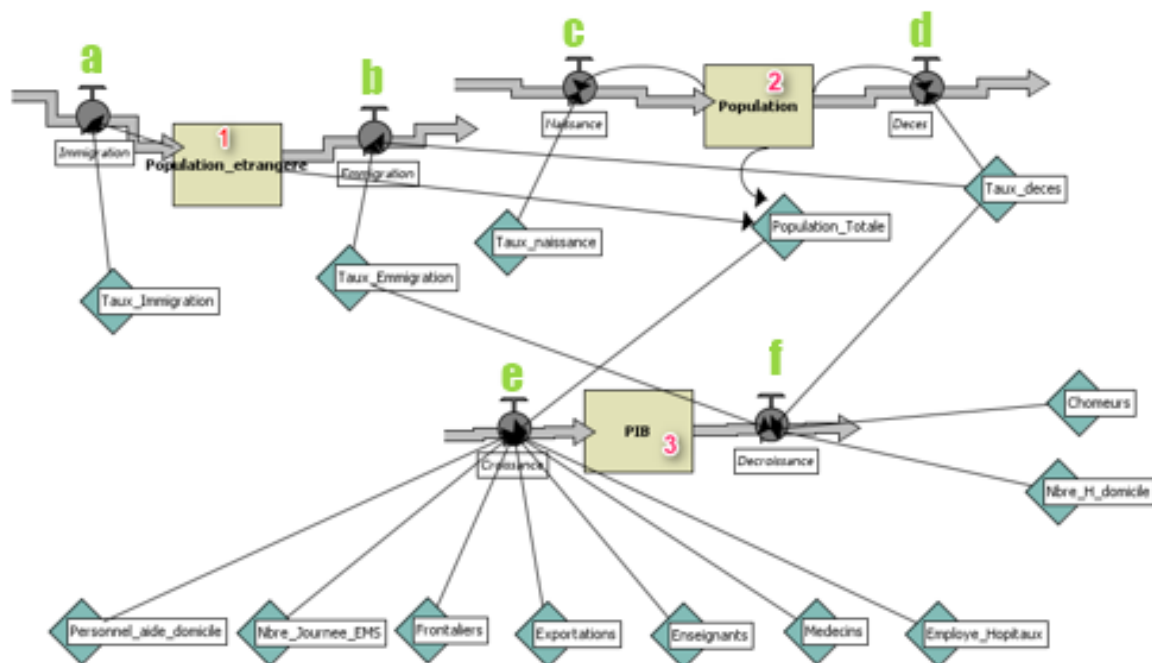 a
b
c
d
1
2
Population_etrangere
Population
Immigration
Emmigration
Naissance
Deces
Taux_deces
Population_Totale
Taux_naissance
Taux_Emmigration
Taux_Immigration
e
f
PIB
3
Croissance
Decroissance
Chomeurs
Nbre_H_domicile
Personnel_aide_domicile
Nbre_Journee_EMS
Frontaliers
Exportations
Enseignants
Medecins
Employe_Hopitaux